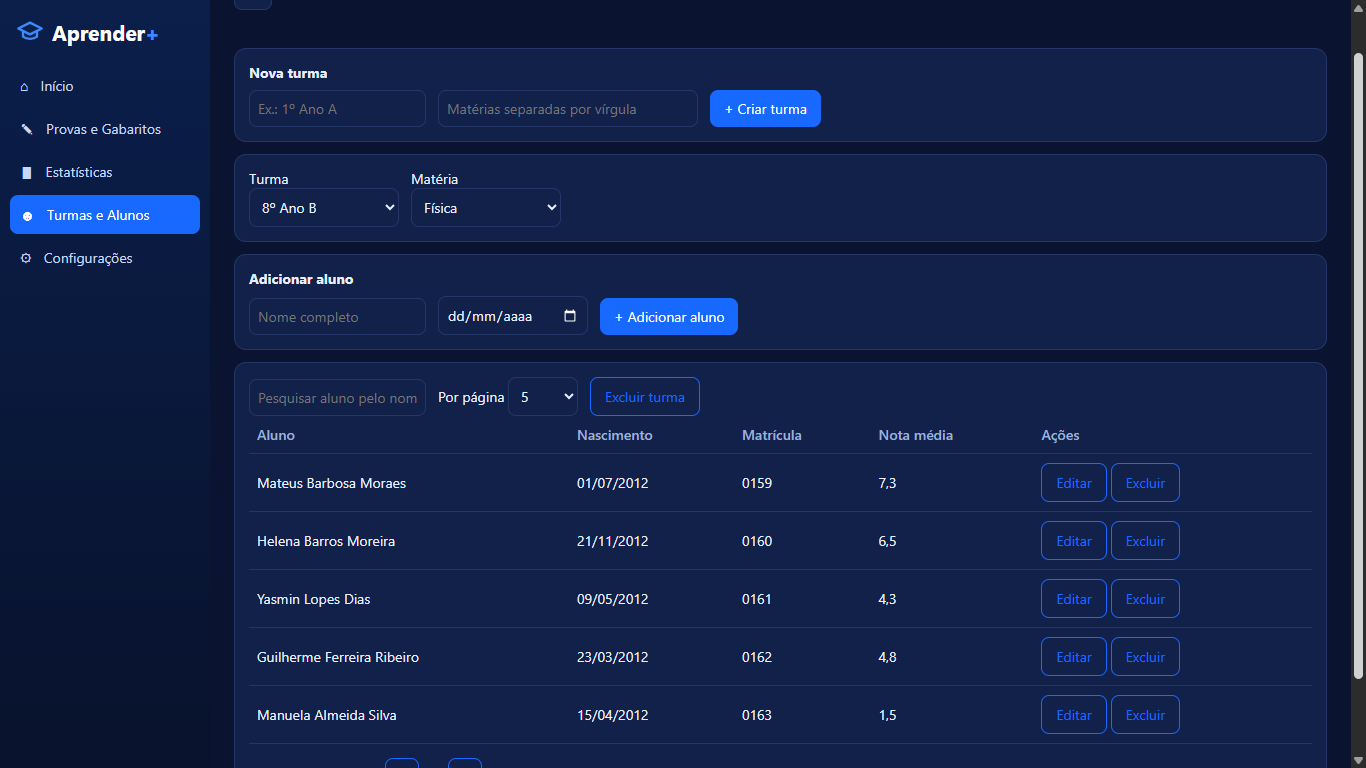 Aprender+
Início
Provas e Gabaritos
Estatísticas
Turmas e Alunos
Configurações
Nova turma
Ex.: 1º Ano A Matérias separadas por vírgula + Criar turma
Turma Matéria
8º Ano B Física
Adicionar aluno
Nome completo dd/mm/aaaa + Adicionar aluno
Pesquisar aluno pelo nom Por página 5 Excluir turma
Aluno Nascimento Matrícula Nota média Ações
Mateus Barbosa Moraes 01/07/2012 0159 7,3 Editar Excluir
Helena Barros Moreira 21/11/2012 0160 6,5 Editar Excluir
Yasmin Lopes Dias 09/05/2012 0161 4,3 Editar Excluir
Guilherme Ferreira Ribeiro 23/03/2012 0162 4,8 Editar Excluir
Manuela Almeida Silva 15/04/2012 0163 1,5 Editar Excluir